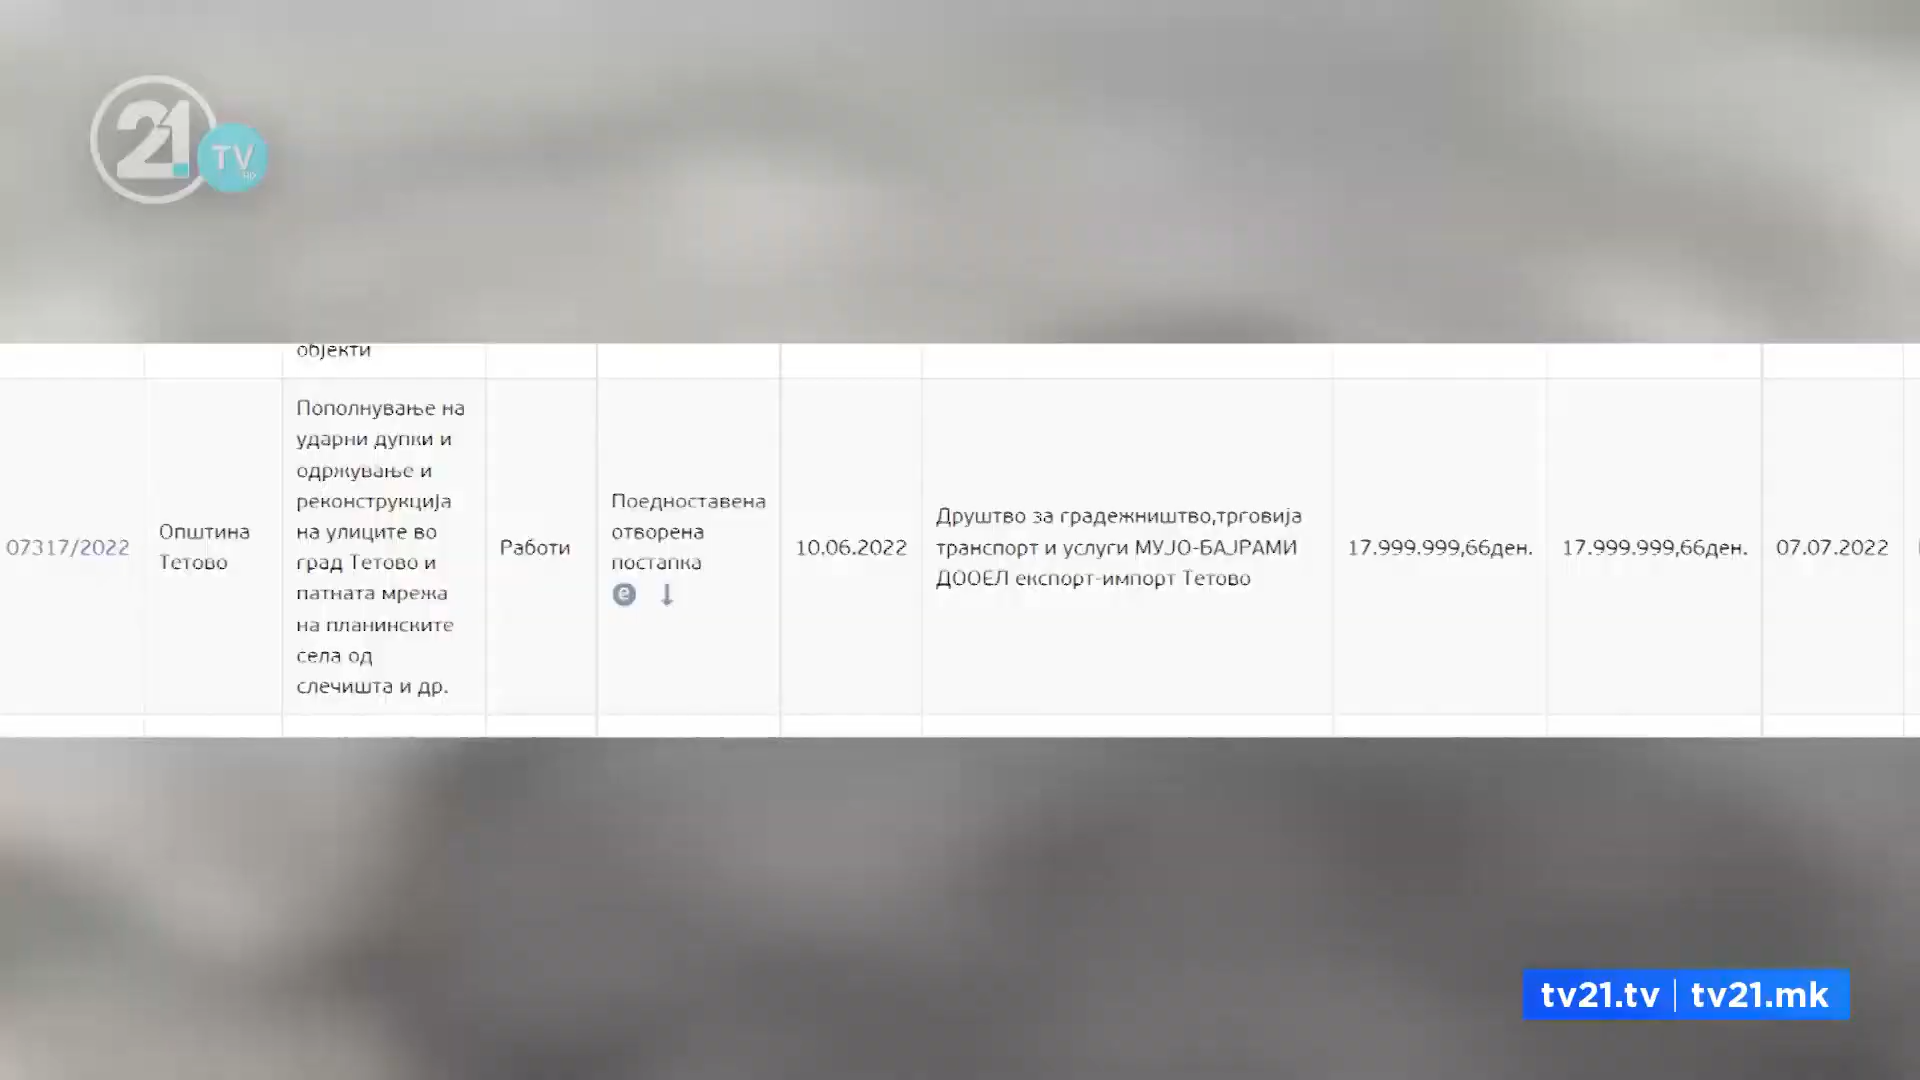 21
TV
HD
објекти
07317/2022
Општина
Тетово
Пополнување на
ударни дупки и
одржување и
реконструкција
на улиците во
град Тетово и
патната мрежа
на планинските
села од
слечишта и др.
Работи
Поедноставена
отворена
постапка
e
10.06.2022
Друштво за градежништво,трговија
транспорт и услуги МУЈО-БАЈРАМИ
ДООЕЛ експорт-импорт Тетово
17.999.999,66ден.
17.999.999,66ден.
07.07.2022
tv21.tv | tv21.mk